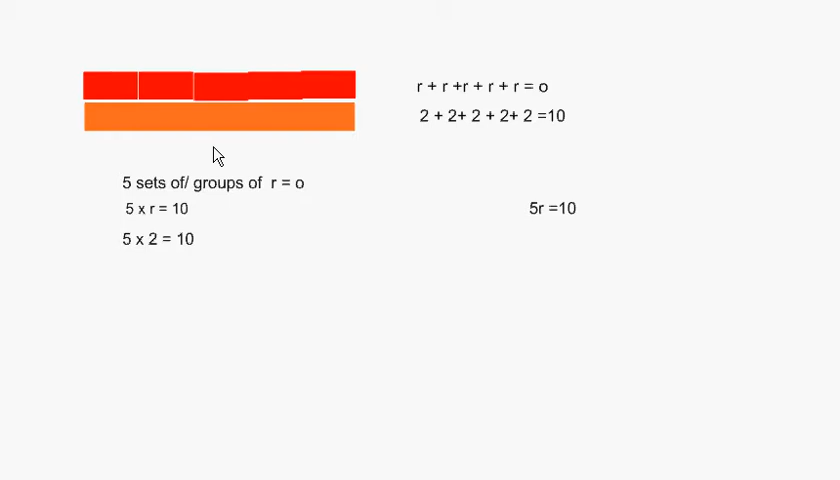 r + r +r + r + r = o
2 + 2+ 2 + 2+ 2 =10
5 sets of/ groups of  r = o
5 x r = 10
5r =10
5 x 2 = 10